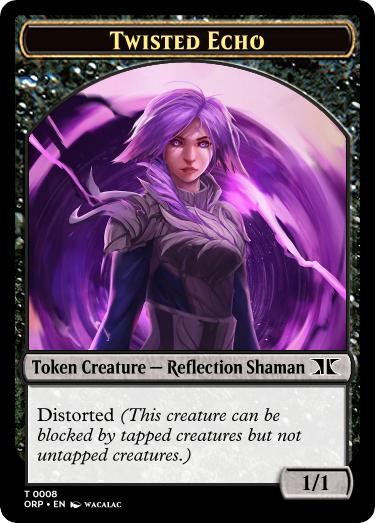 Twisted Echo
Token Creature — Reflection Shaman
Distorted (This creature can be
blocked by tapped creatures but not
untapped creatures.)
1/1
T 0008
ORP • EN WACALAC